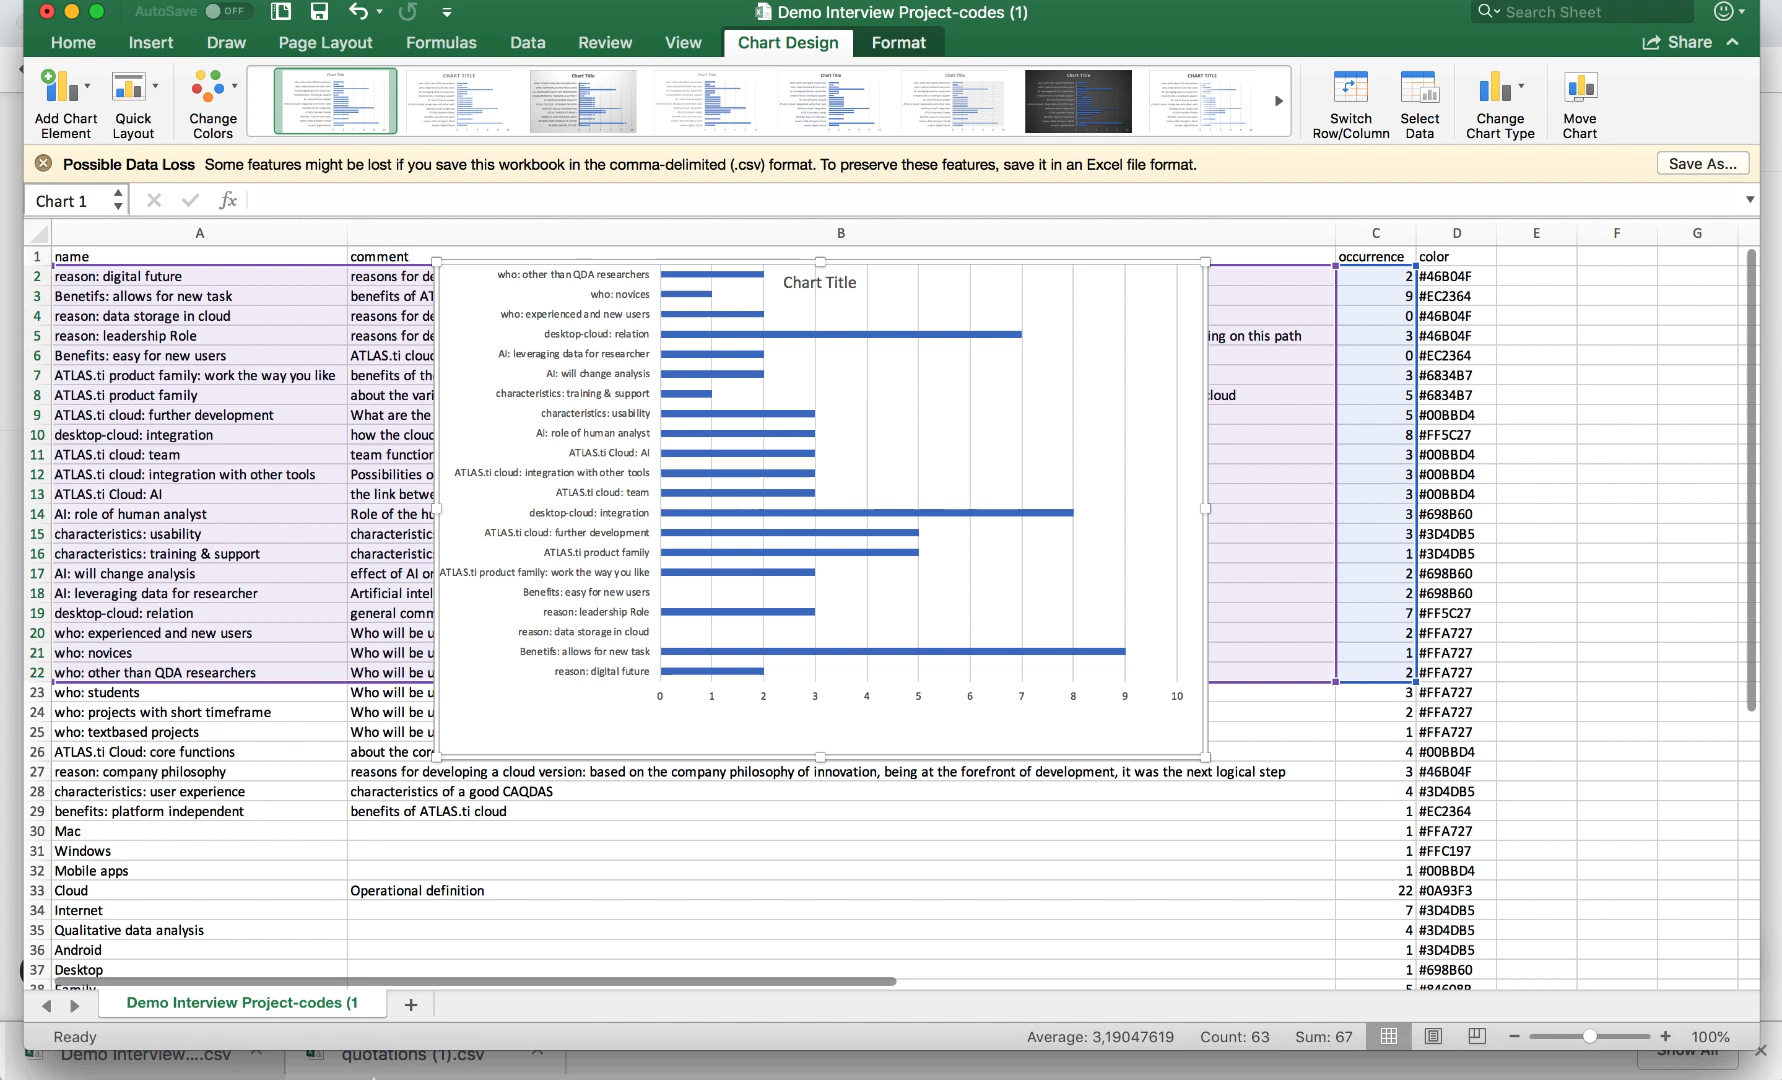 AutoSave OFF
Demo Interview Project-codes (1)
Search Sheet
Home Insert Draw Page Layout Formulas Data Review View Chart Design Format Share
Add Chart Element
Quick Layout
Change Colors
Switch Row/Column
Select Data
Change Chart Type
Move Chart
Possible Data Loss Some features might be lost if you save this workbook in the comma-delimited (.csv) format. To preserve these features, save it in an Excel file format. Save As...
Chart 1 fx
A B C D E F G
1 name comment occurrence color
2 reason: digital future reasons for de 2 #46B04F
3 Benetifs: allows for new task benefits of AT 9 #EC2364
4 reason: data storage in cloud reasons for de 0 #46B04F
5 reason: leadership Role reasons for de ing on this path 3 #46B04F
6 Benefits: easy for new users ATLAS.ti cloud 0 #EC2364
7 ATLAS.ti product family: work the way you like benefits of th 3 #6834B7
8 ATLAS.ti product family about the vari cloud 5 #6834B7
9 ATLAS.ti cloud: further development What are the 5 #00BBD4
10 desktop-cloud: integration how the cloud 8 #FF5C27
11 ATLAS.ti cloud: team team function 3 #00BBD4
12 ATLAS.ti cloud: integration with other tools Possibilities o 3 #00BBD4
13 ATLAS.ti Cloud: AI the link betwe 3 #00BBD4
14 AI: role of human analyst Role of the hu 3 #698B60
15 characteristics: usability characteristic 3 #3D4DB5
16 characteristics: training & support characteristic 1 #3D4DB5
17 AI: will change analysis effect of AI or 2 #698B60
18 AI: leveraging data for researcher Artificial intel 2 #698B60
19 desktop-cloud: relation general comm 7 #FF5C27
20 who: experienced and new users Who will be u 2 #FFA727
21 who: novices Who will be u 1 #FFA727
22 who: other than QDA researchers Who will be u 2 #FFA727
23 who: students Who will be u 3 #FFA727
24 who: projects with short timeframe Who will be u 2 #FFA727
25 who: textbased projects Who will be u 1 #FFA727
26 ATLAS.ti Cloud: core functions about the cor 4 #00BBD4
27 reason: company philosophy reasons for developing a cloud version: based on the company philosophy of innovation, being at the forefront of development, it was the next logical step 3 #46B04F
28 characteristics: user experience characteristics of a good CAQDAS 4 #3D4DB5
29 benefits: platform independent benefits of ATLAS.ti cloud 1 #EC2364
30 Mac 1 #FFA727
31 Windows 1 #FFC197
32 Mobile apps 1 #00BBD4
33 Cloud Operational definition 22 #0A93F3
34 Internet 7 #3D4DB5
35 Qualitative data analysis 4 #3D4DB5
36 Android 1 #3D4DB5
37 Desktop 1 #698B60
Chart Title
who: other than QDA researchers
who: novices
who: experienced and new users
desktop-cloud: relation
AI: leveraging data for researcher
AI: will change analysis
characteristics: training & support
characteristics: usability
AI: role of human analyst
ATLAS.ti Cloud: AI
ATLAS.ti cloud: integration with other tools
ATLAS.ti cloud: team
desktop-cloud: integration
ATLAS.ti cloud: further development
ATLAS.ti product family
ATLAS.ti product family: work the way you like
Benefits: easy for new users
reason: leadership Role
reason: data storage in cloud
Benetifs: allows for new task
reason: digital future
0 1 2 3 4 5 6 7 8 9 10
Demo Interview Project-codes (1 +
Ready Average: 3,19047619 Count: 63 Sum: 67 100%
Demo Interview....csv quotations (1).csv Show All